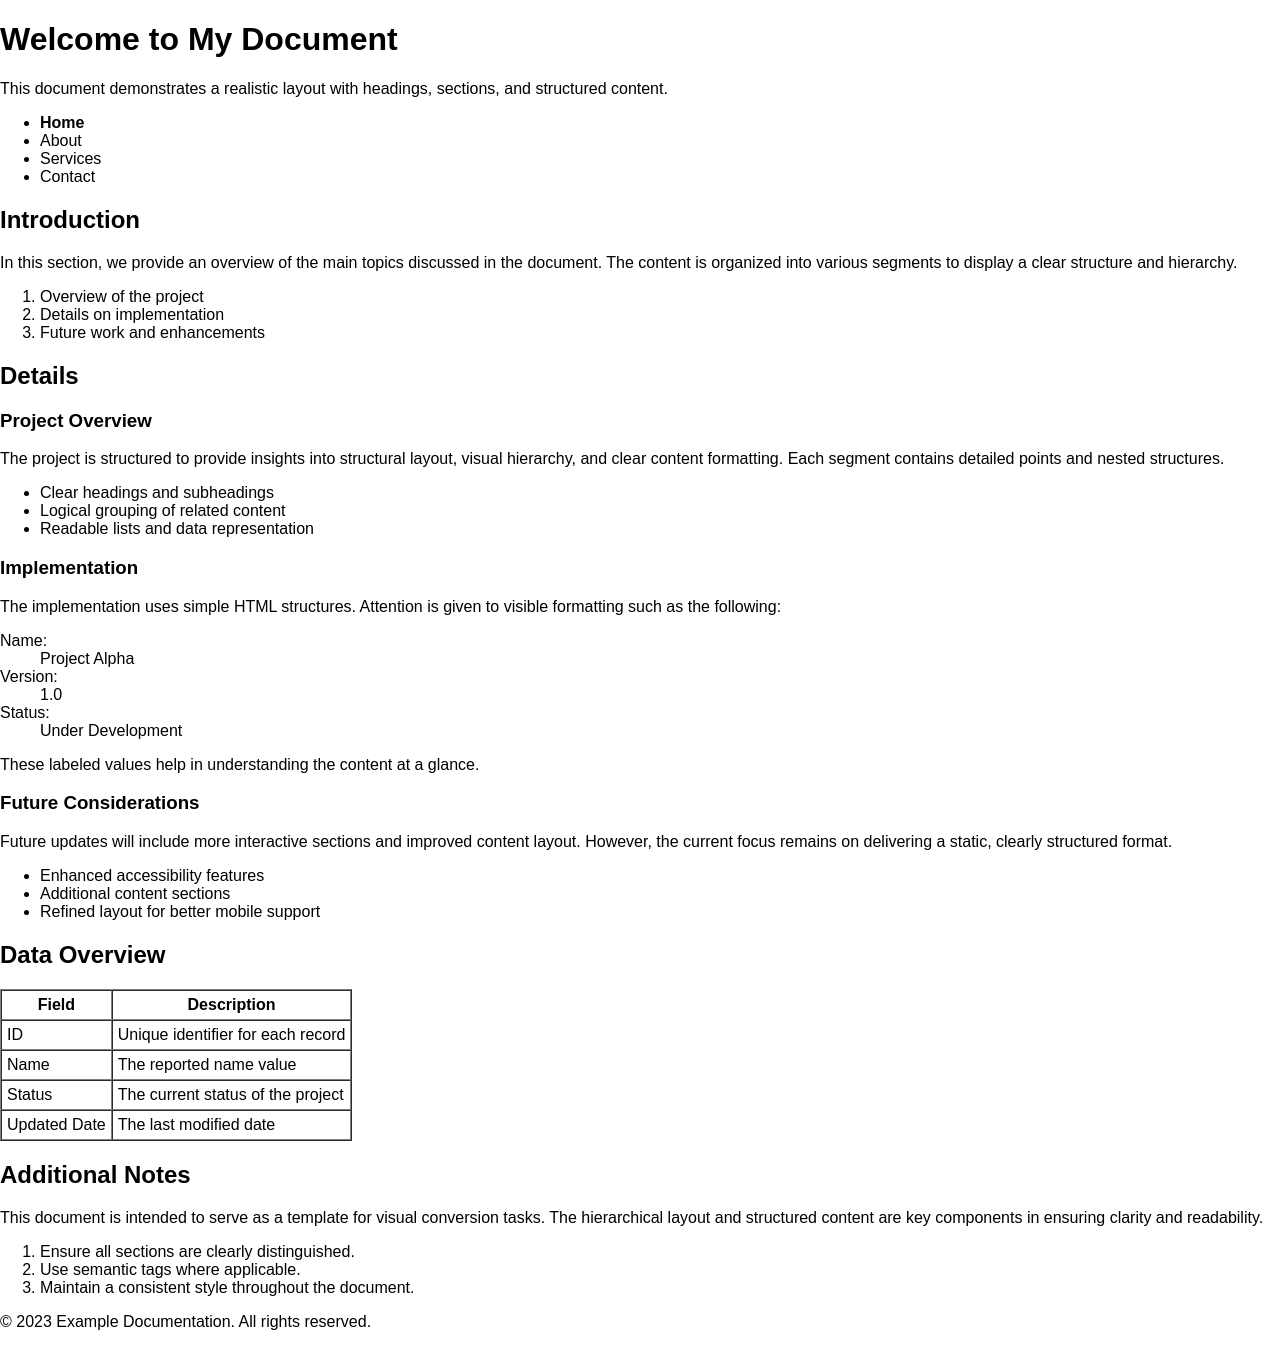 Welcome to My Document
This document demonstrates a realistic layout with headings, sections, and structured content.
• Home
• About
• Services
• Contact
Introduction
In this section, we provide an overview of the main topics discussed in the document. The content is organized into various segments to display a clear structure and hierarchy.
1. Overview of the project
2. Details on implementation
3. Future work and enhancements
Details
Project Overview
The project is structured to provide insights into structural layout, visual hierarchy, and clear content formatting. Each segment contains detailed points and nested structures.
• Clear headings and subheadings
• Logical grouping of related content
• Readable lists and data representation
Implementation
The implementation uses simple HTML structures. Attention is given to visible formatting such as the following:
Name:
Project Alpha
Version:
1.0
Status:
Under Development
These labeled values help in understanding the content at a glance.
Future Considerations
Future updates will include more interactive sections and improved content layout. However, the current focus remains on delivering a static, clearly structured format.
• Enhanced accessibility features
• Additional content sections
• Refined layout for better mobile support
Data Overview
Field Description
ID Unique identifier for each record
Name The reported name value
Status The current status of the project
Updated Date The last modified date
Additional Notes
This document is intended to serve as a template for visual conversion tasks. The hierarchical layout and structured content are key components in ensuring clarity and readability.
1. Ensure all sections are clearly distinguished.
2. Use semantic tags where applicable.
3. Maintain a consistent style throughout the document.
© 2023 Example Documentation. All rights reserved.